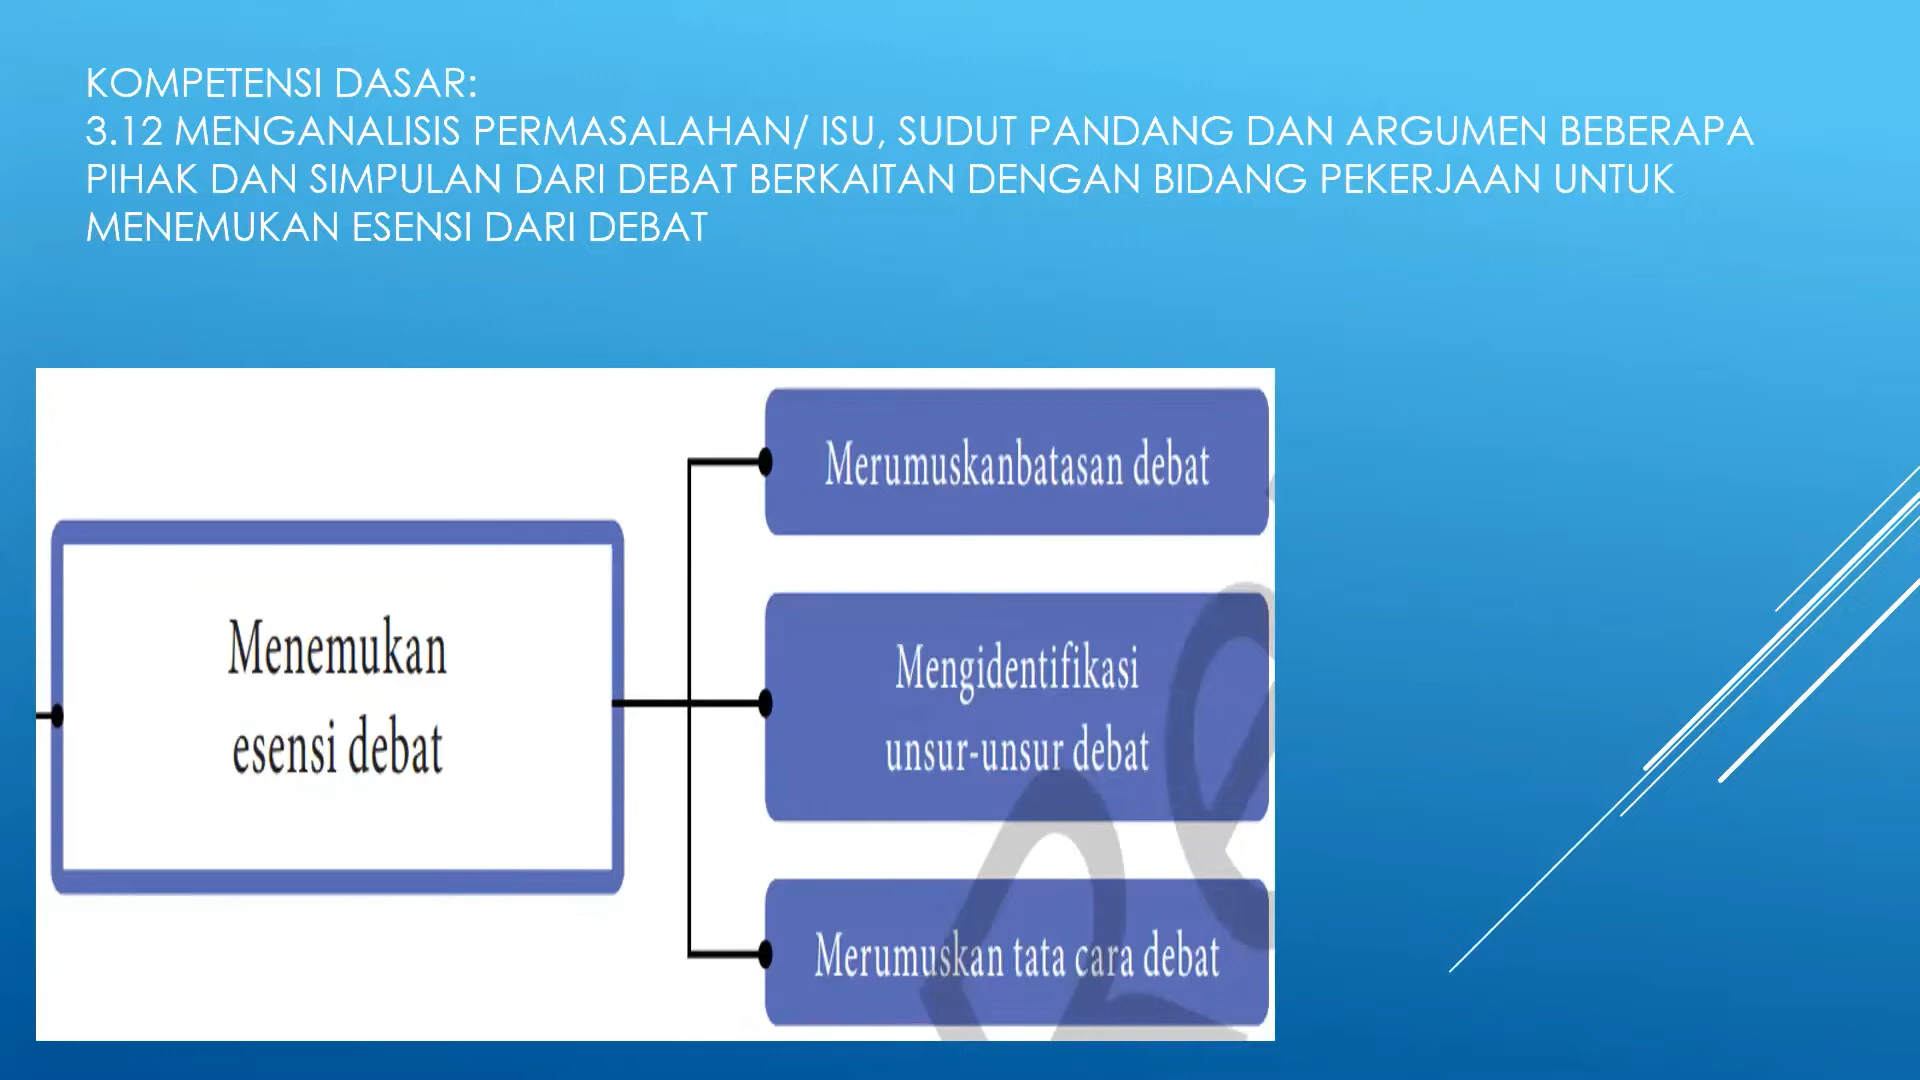 KOMPETENSI DASAR:
3.12 MENGANALISIS PERMASALAHAN/ ISU, SUDUT PANDANG DAN ARGUMEN BEBERAPA
PIHAK DAN SIMPULAN DARI DEBAT BERKAITAN DENGAN BIDANG PEKERJAAN UNTUK
MENEMUKAN ESENSI DARI DEBAT
Menemukan
esensi debat
Merumuskanbatasan debat
Mengidentifikasi
unsur-unsur debat
Merumuskan tata cara debat